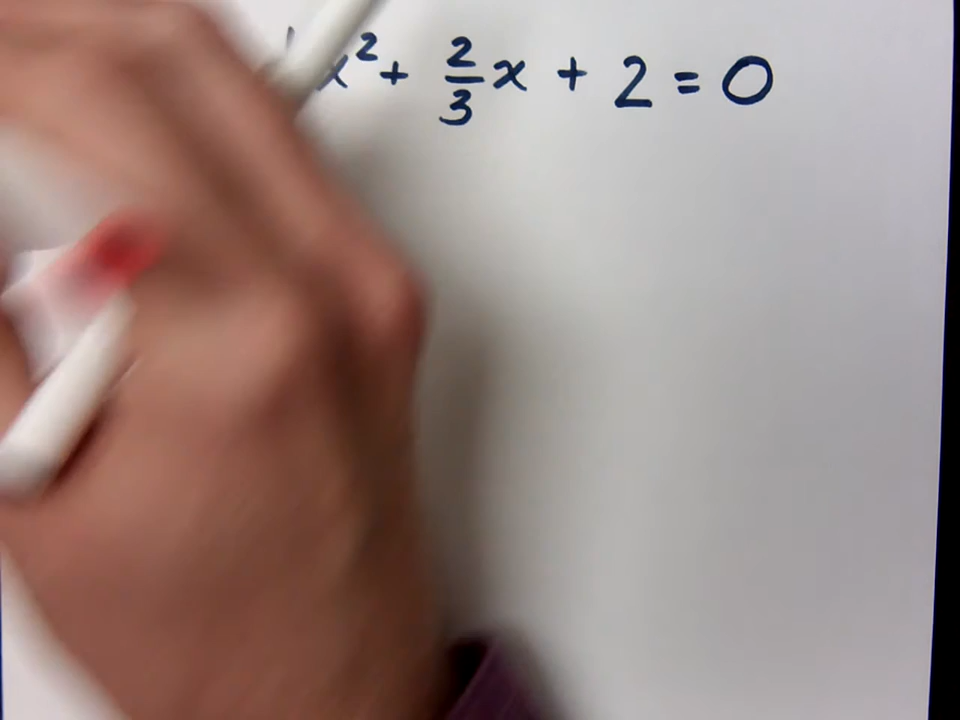 x² + 2/3 x + 2 = 0